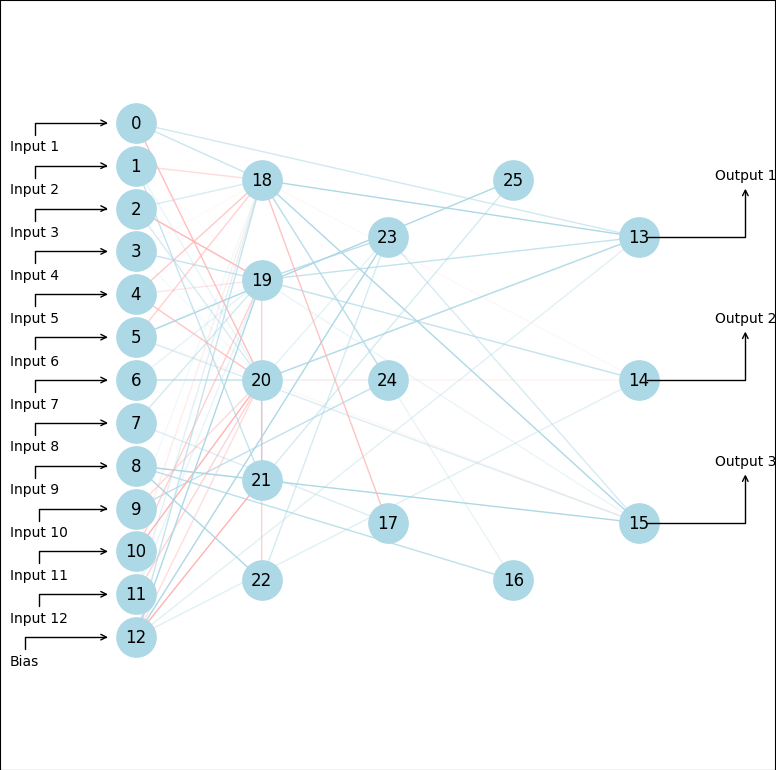 0
Input 1
1
Input 2
2
Input 3
3
Input 4
4
Input 5
5
Input 6
6
Input 7
7
Input 8
8
Input 9
9
Input 10
10
Input 11
11
Input 12
12
Bias
18
19
20
21
22
23
24
17
25
16
13
14
15
Output 1
Output 2
Output 3